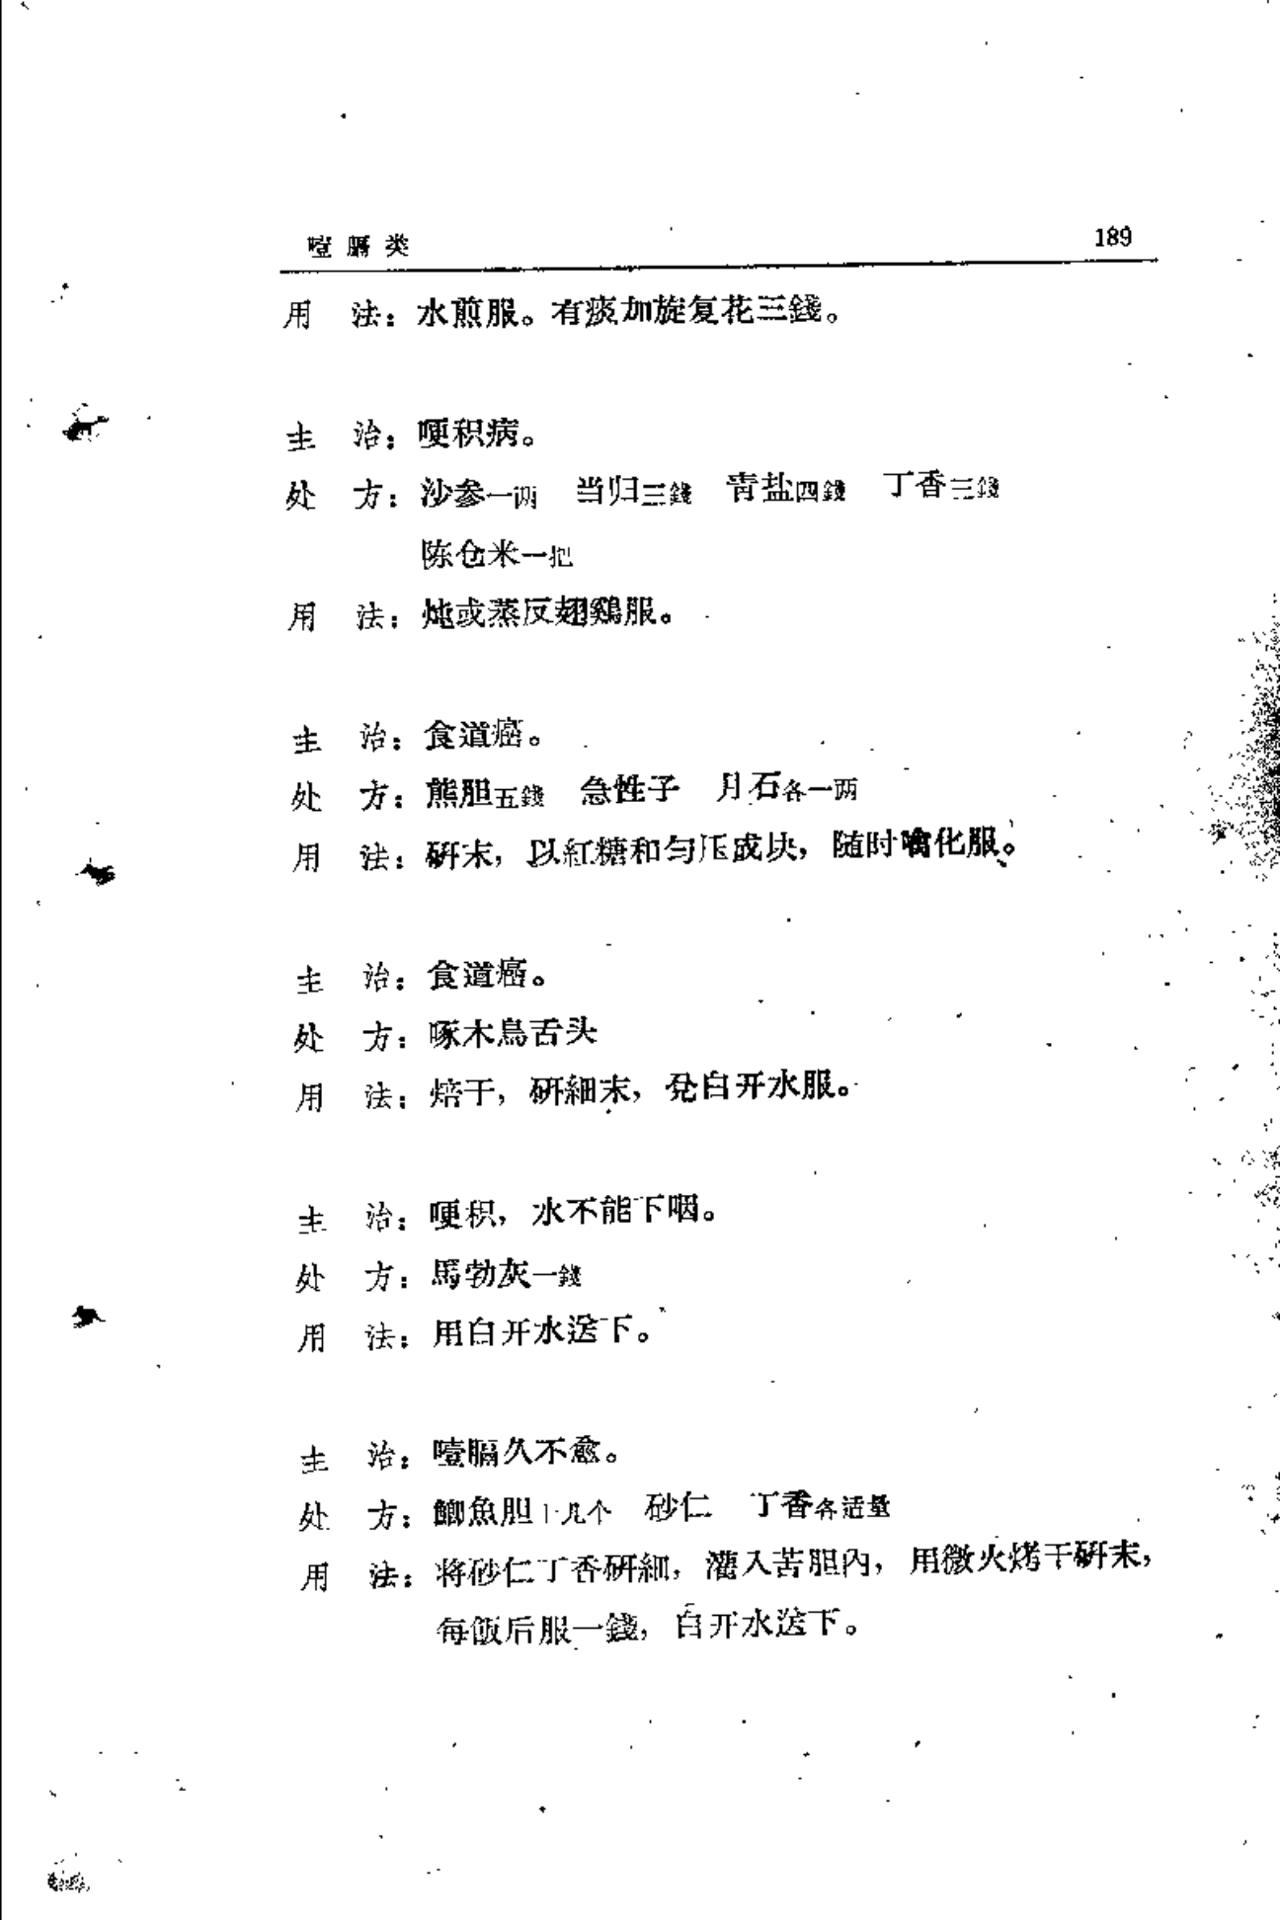 噎膈类 189
用 法：水煎服。有痰加旋复花三錢。
主 治：哽积病。
处 方：沙参一两 当归三錢 青盐四錢 丁香三錢
陈仓米一把
用 法：炖或蒸反翅鷄服。
主 治：食道癌。
处 方：熊胆五錢 急性子 月石各一两
用 法：研末，以紅糖和匀压成块，随时噙化服。
主 治：食道癌。
处 方：啄木鳥舌头
用 法：焙干，研細末，兌白开水服。
主 治：哽积，水不能下咽。
处 方：馬勃灰一錢
用 法：用白开水送下。
主 治：噎膈久不愈。
处 方：鯽魚胆十几个 砂仁 丁香各适量
用 法：将砂仁丁香研細，灌入苦胆內，用微火烤干研末，
每飯后服一錢，白开水送下。